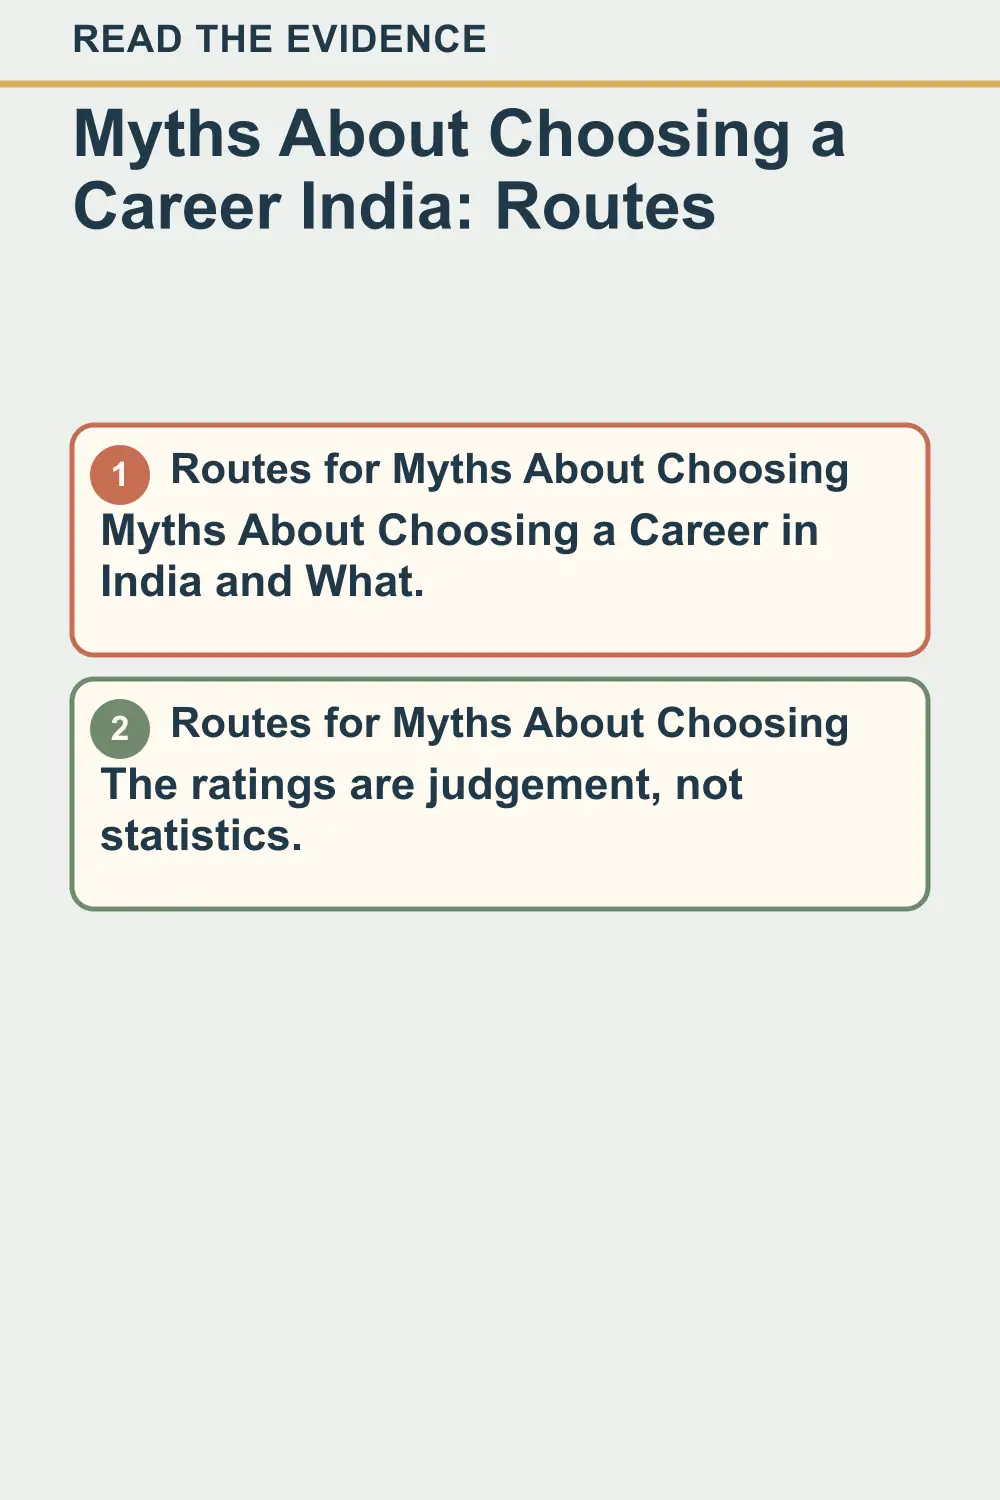 READ THE EVIDENCE
Myths About Choosing a
Career India: Routes
1 Routes for Myths About Choosing
Myths About Choosing a Career in
India and What.
2 Routes for Myths About Choosing
The ratings are judgement, not
statistics.